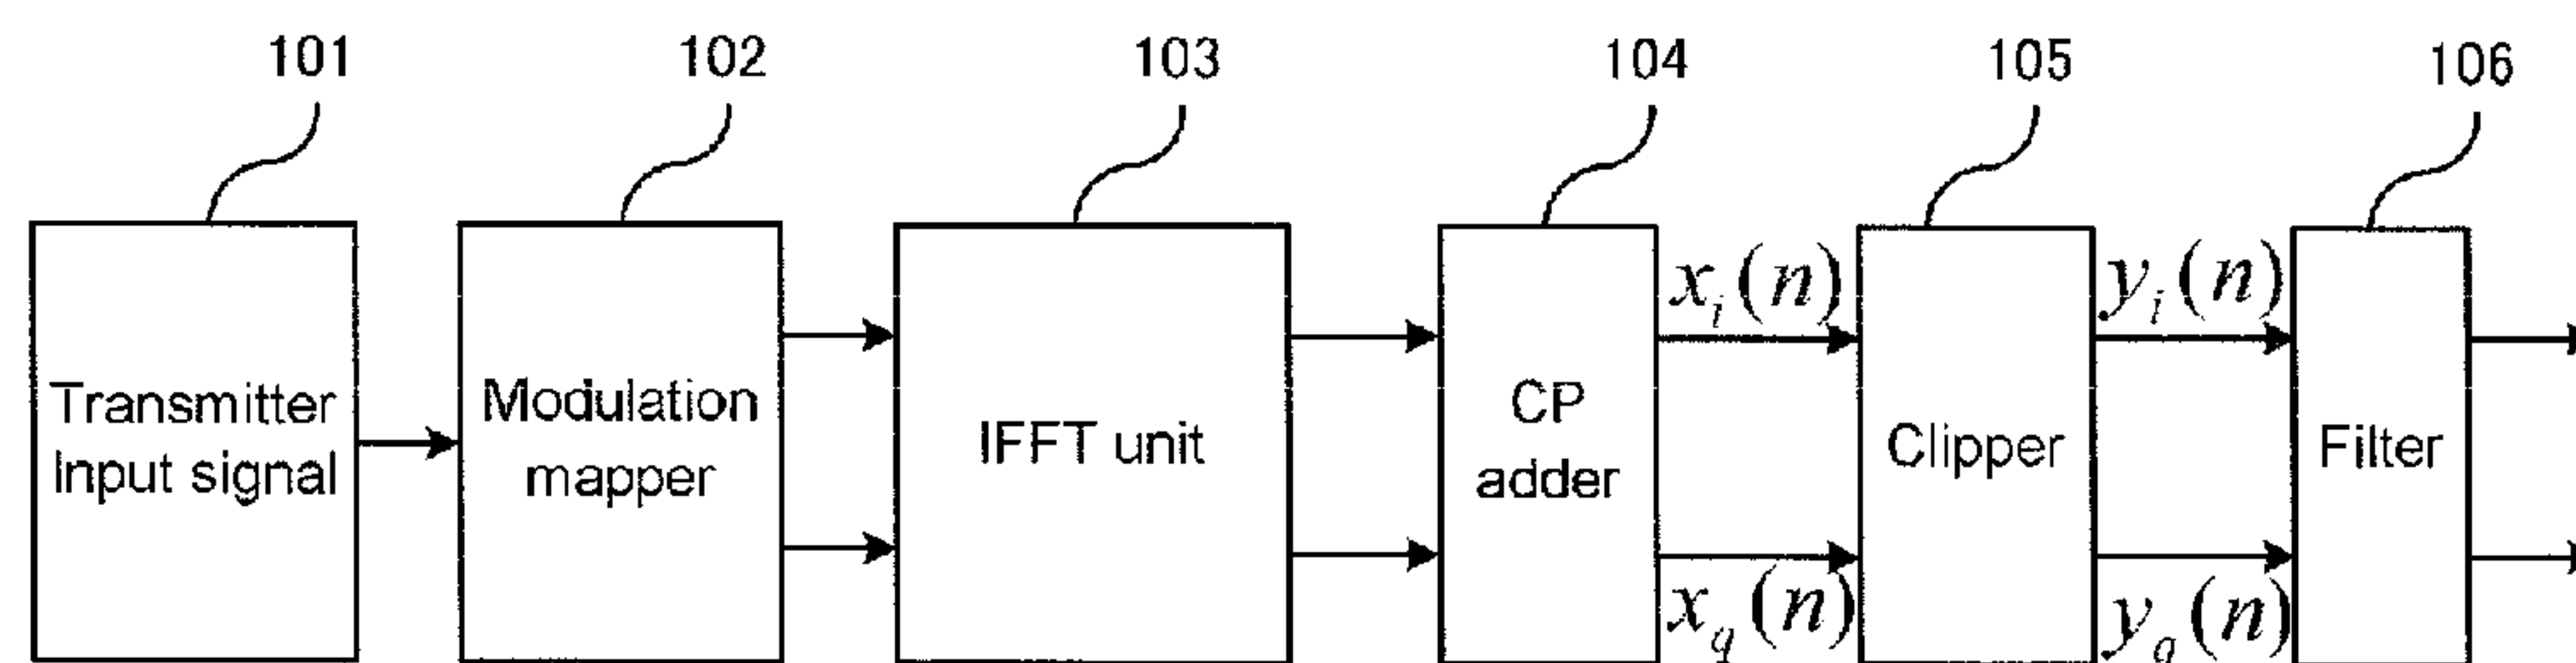 101
102
103
104
105
106
Transmitter
Input signal
Modulation
mapper
IFFT unit
CP
adder
x_i(n)
x_q(n)
Clipper
y_i(n)
y_q(n)
Filter